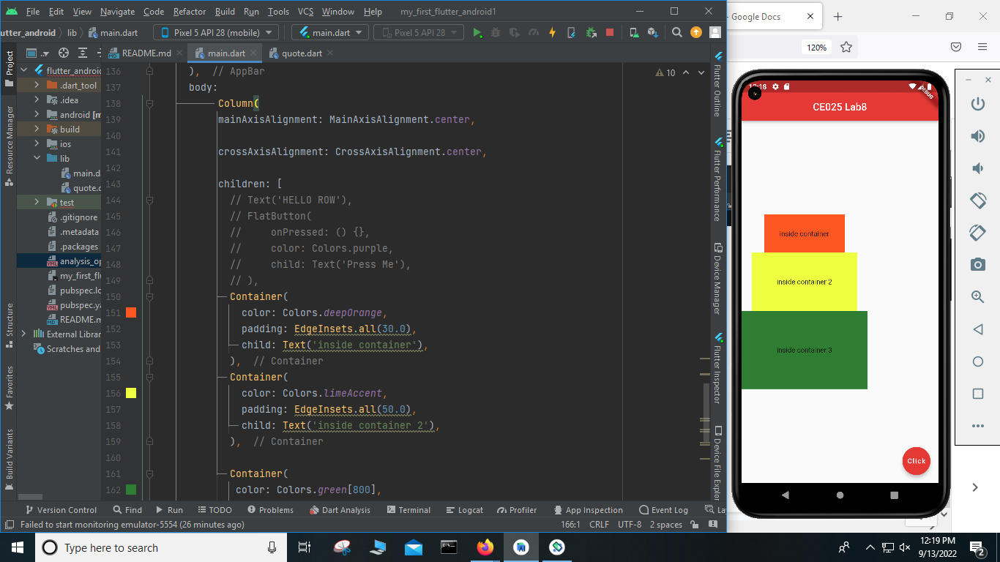 File Edit View Navigate Code Refactor Build Run Tools VCS Window Help my_first_flutter_android1
- Google Docs
utter_android lib main.dart Pixel 5 API 28 (mobile) main.dart Pixel 5 API 28
120%
Project
README.md main.dart quote.dart
flutter_android
.dart_tool
.idea
android [m
build
ios
lib
main.d
quote.d
test
.gitignore
.metadata
.packages
analysis_op
my_first_flu
pubspec.lo
pubspec.ya
README.m
External Librar
Scratches and
Resource Manager
Structure
Favorites
Build Variants
10
136 ), // AppBar
137 body:
138 Column(
139 mainAxisAlignment: MainAxisAlignment.center,
140
141 crossAxisAlignment: CrossAxisAlignment.center,
142
143 children: [
144 // Text('HELLO ROW'),
145 // FlatButton(
146 // onPressed: () {},
147 // color: Colors.purple,
148 // child: Text('Press Me'),
149 // ),
150 Container(
151 color: Colors.deepOrange,
152 padding: EdgeInsets.all(30.0),
153 child: Text('inside container'),
154 ), // Container
155 Container(
156 color: Colors.limeAccent,
157 padding: EdgeInsets.all(50.0),
158 child: Text('inside container 2'),
159 ), // Container
160
161 Container(
162 color: Colors.green[800],
Flutter Outline
Flutter Performance
Device Manager
Flutter Inspector
Device File Explor
12:18
DEBUG
CE025 Lab8
inside container
inside container 2
inside container 3
Click
Version Control Find Run TODO Problems Dart Analysis Terminal Logcat Profiler App Inspection Event Log La
Failed to start monitoring emulator-5554 (26 minutes ago) 166:1 CRLF UTF-8 2 spaces
Type here to search
12:19 PM
9/13/2022
2